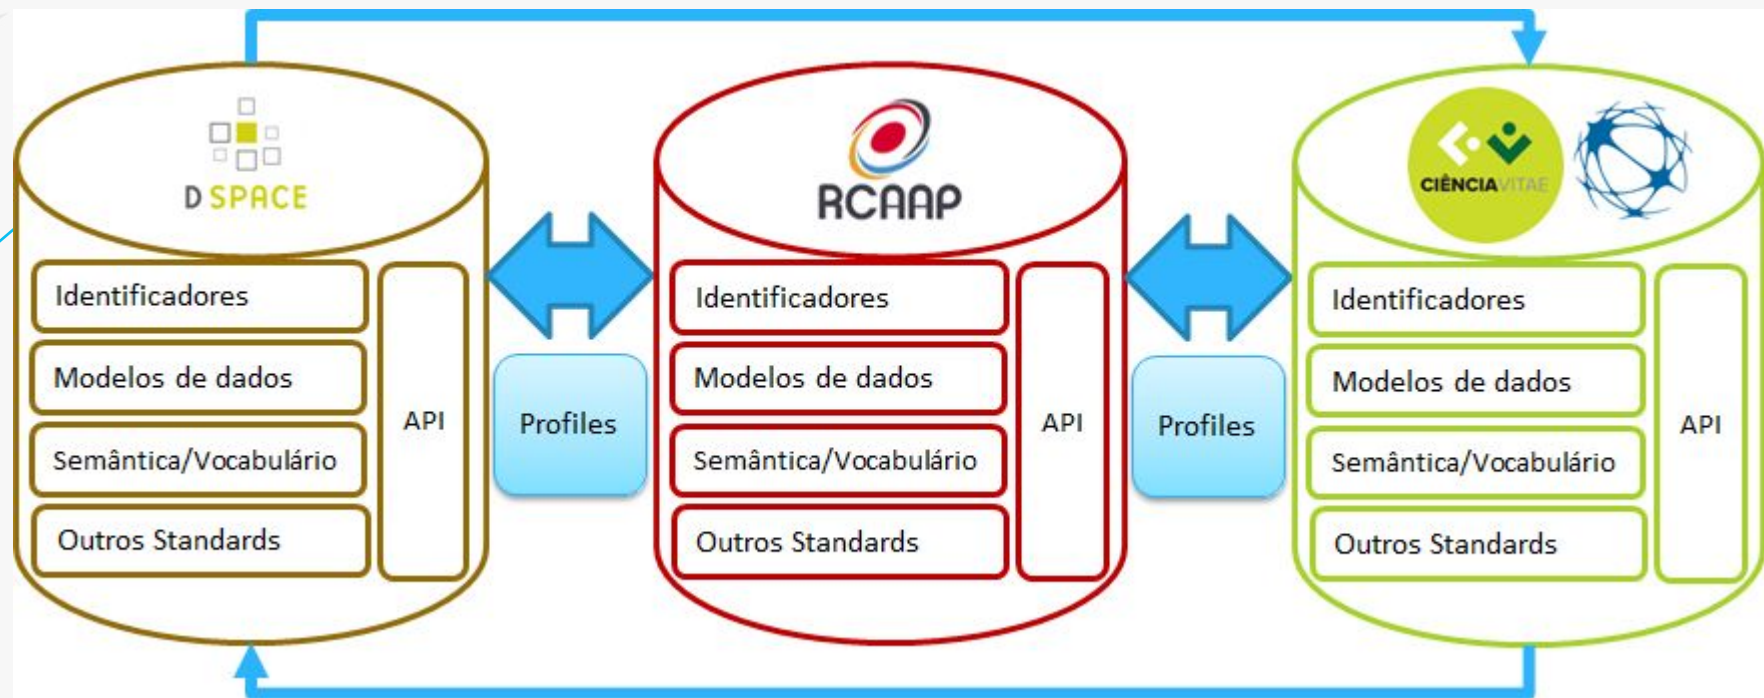 D SPACE
Identificadores
Modelos de dados
Semântica/Vocabulário
Outros Standards
API
Profiles
RCAAP
Identificadores
Modelos de dados
Semântica/Vocabulário
Outros Standards
API
Profiles
CIÊNCIAVITAE
Identificadores
Modelos de dados
Semântica/Vocabulário
Outros Standards
API